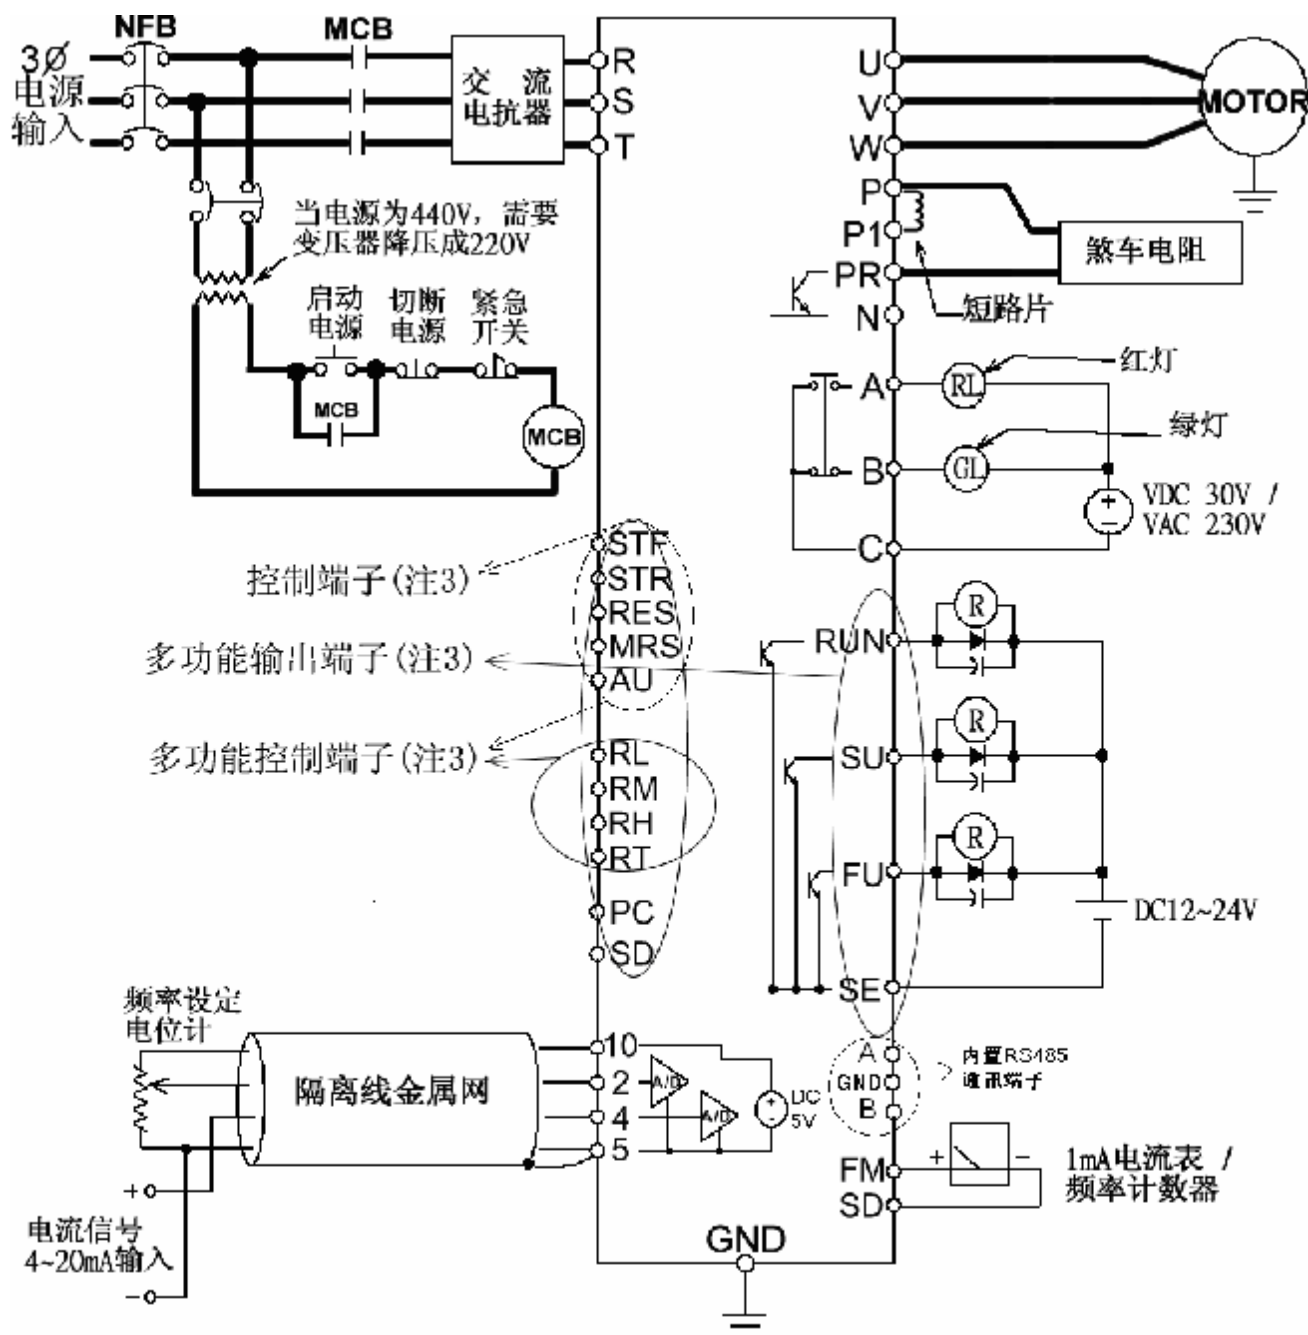 NFB
MCB
3Ø
电源
输入
交 流
电抗器
R
S
T
U
V
W
MOTOR
P
P1
PR
N
煞车电阻
短路片
当电源为440V, 需要
变压器降压成220V
启动
电源
切断
电源
紧急
开关
MCB
MCB
A
RL
红灯
B
GL
绿灯
C
VDC 30V /
VAC 230V
STF
STR
RES
MRS
AU
控制端子(注3)
多功能输出端子(注3)
多功能控制端子(注3)
RL
RM
RH
RT
PC
SD
RUN
R
SU
R
FU
R
SE
DC12~24V
频率设定
电位计
隔离线金属网
10
2
4
5
A/D
A/D
DC
5V
A
GND
B
内置RS485
通讯端子
FM
SD
+
-
1mA电流表 /
频率计数器
+
电流信号
4~20mA输入
-
GND